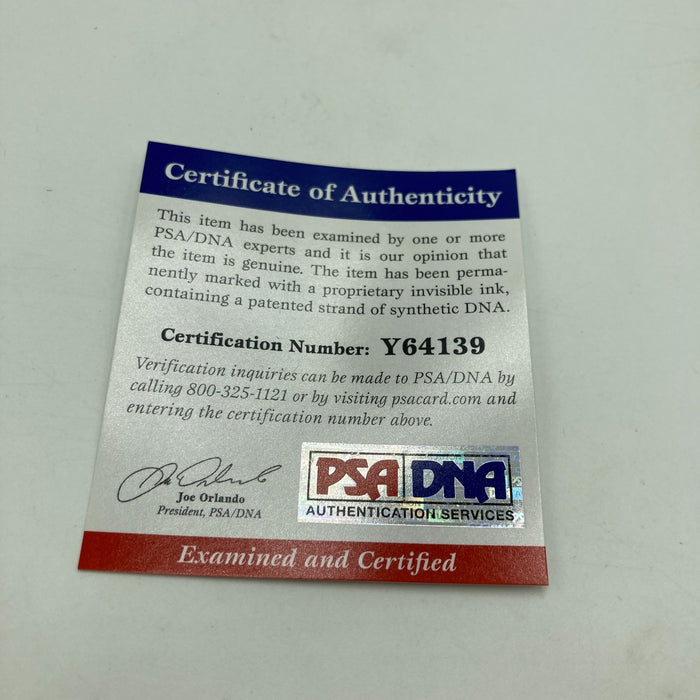 Certificate of Authenticity
This item has been examined by one or more
PSA/DNA experts and it is our opinion that
the item is genuine. The item has been perma-
nently marked with a proprietary invisible ink,
containing a patented strand of synthetic DNA.
Certification Number: Y64139
Verification inquiries can be made to PSA/DNA by
calling 800-325-1121 or by visiting psacard.com and
entering the certification number above.
Joe Orlando
President, PSA/DNA
PSA DNA
AUTHENTICATION SERVICES
Examined and Certified